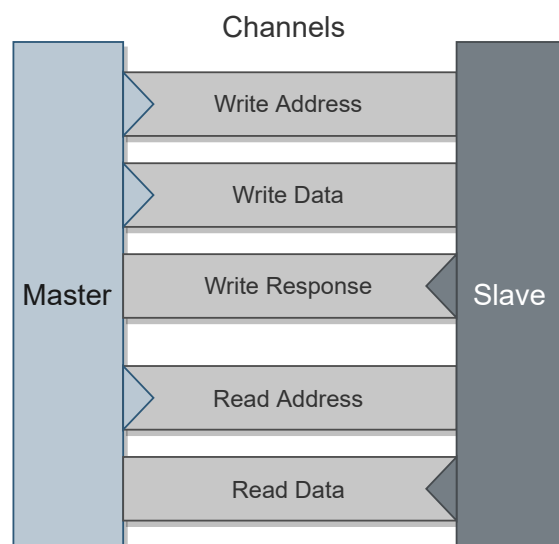 Channels
Write Address
Write Data
Write Response
Master
Slave
Read Address
Read Data